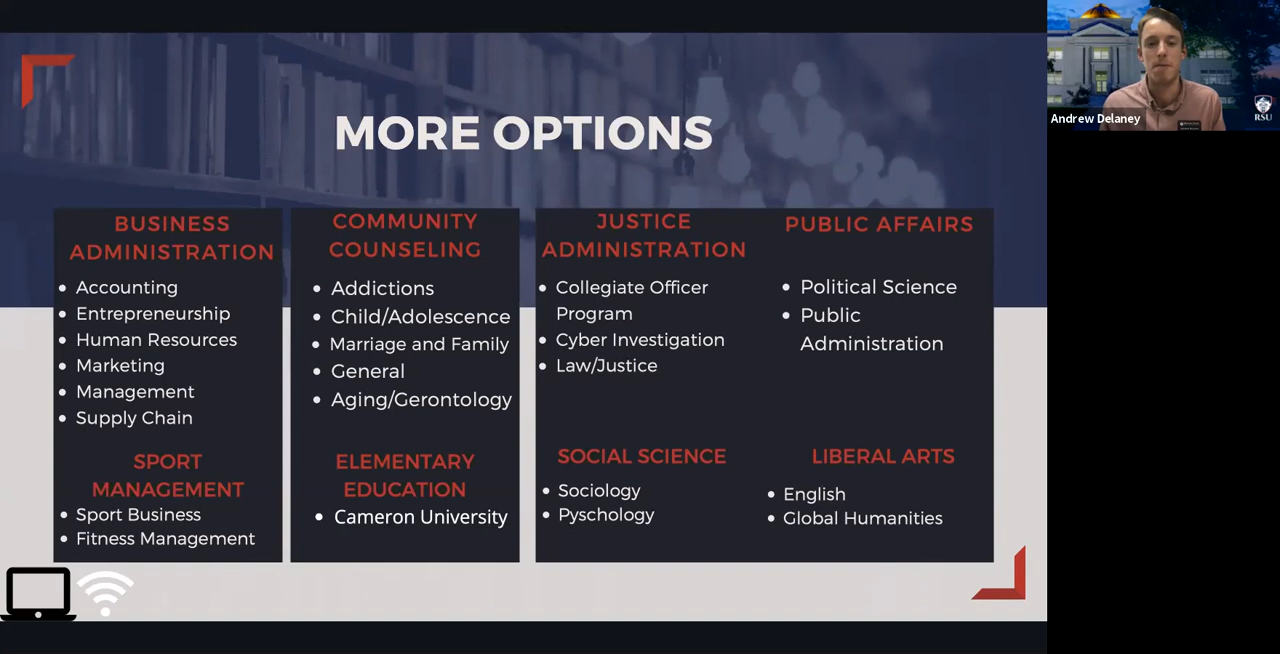 MORE OPTIONS
BUSINESS
ADMINISTRATION
Accounting
Entrepreneurship
Human Resources
Marketing
Management
Supply Chain
SPORT
MANAGEMENT
Sport Business
Fitness Management
COMMUNITY
COUNSELING
Addictions
Child/Adolescence
Marriage and Family
General
Aging/Gerontology
ELEMENTARY
EDUCATION
Cameron University
JUSTICE
ADMINISTRATION
Collegiate Officer
Program
Cyber Investigation
Law/Justice
PUBLIC AFFAIRS
Political Science
Public
Administration
SOCIAL SCIENCE
Sociology
Pyschology
LIBERAL ARTS
English
Global Humanities
Andrew Delaney
RSU